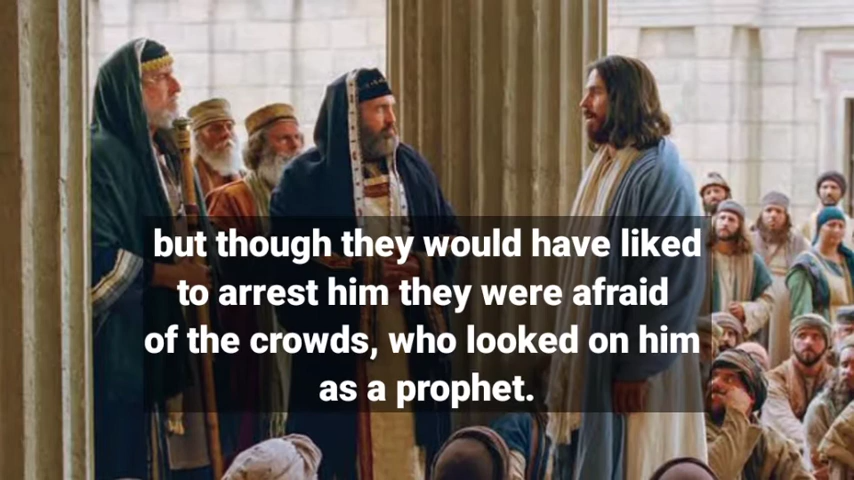 but though they would have liked
to arrest him they were afraid
of the crowds, who looked on him
as a prophet.